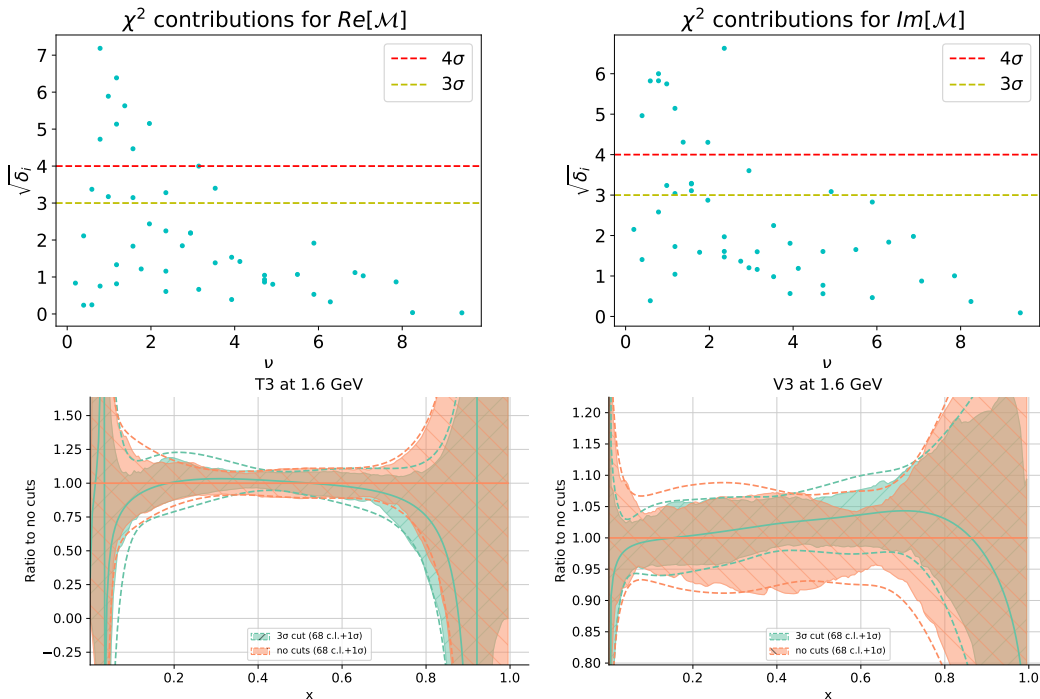 χ² contributions for Re[ℳ]
7
6
5
4
3
2
1
0
√δᵢ
4σ
3σ
0 2 4 6 8
ν
χ² contributions for Im[ℳ]
6
5
4
3
2
1
0
√δᵢ
4σ
3σ
0 2 4 6 8
ν
T3 at 1.6 GeV
1.50
1.25
1.00
0.75
0.50
0.25
0.00
−0.25
Ratio to no cuts
3σ cut (68 c.l.+1σ)
no cuts (68 c.l.+1σ)
0.2 0.4 0.6 0.8 1.0
x
V3 at 1.6 GeV
1.20
1.15
1.10
1.05
1.00
0.95
0.90
0.85
0.80
Ratio to no cuts
3σ cut (68 c.l.+1σ)
no cuts (68 c.l.+1σ)
0.2 0.4 0.6 0.8 1.0
x